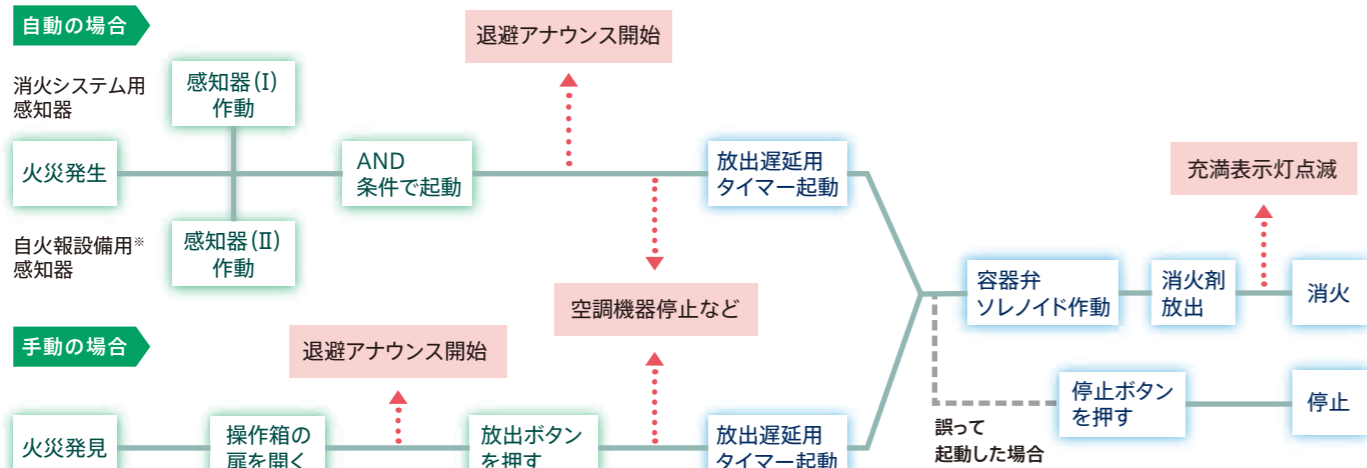 自動の場合
退避アナウンス開始
消火システム用
感知器
感知器(I)
作動
火災発生
AND
条件で起動
放出遅延用
タイマー起動
充満表示灯点滅
自火報設備用※
感知器
感知器(II)
作動
空調機器停止など
容器弁
ソレノイド作動
消火剤
放出
消火
手動の場合
退避アナウンス開始
停止ボタン
を押す
停止
誤って
起動した場合
火災発見
操作箱の
扉を開く
放出ボタン
を押す
放出遅延用
タイマー起動